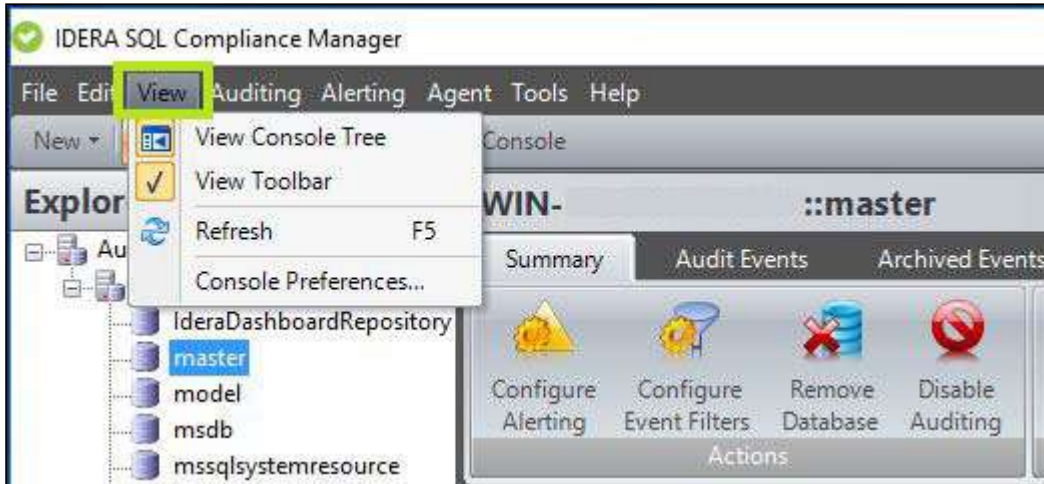 IDERA SQL Compliance Manager
File Edit View Auditing Alerting Agent Tools Help
New Console
View Console Tree
View Toolbar
Refresh F5
Console Preferences...
Explor
WIN- ::master
Au
Summary Audit Events Archived Events
IderaDashboardRepository
master
model
msdb
mssqlsystemresource
Configure Alerting
Configure Event Filters
Remove Database
Disable Auditing
Actions